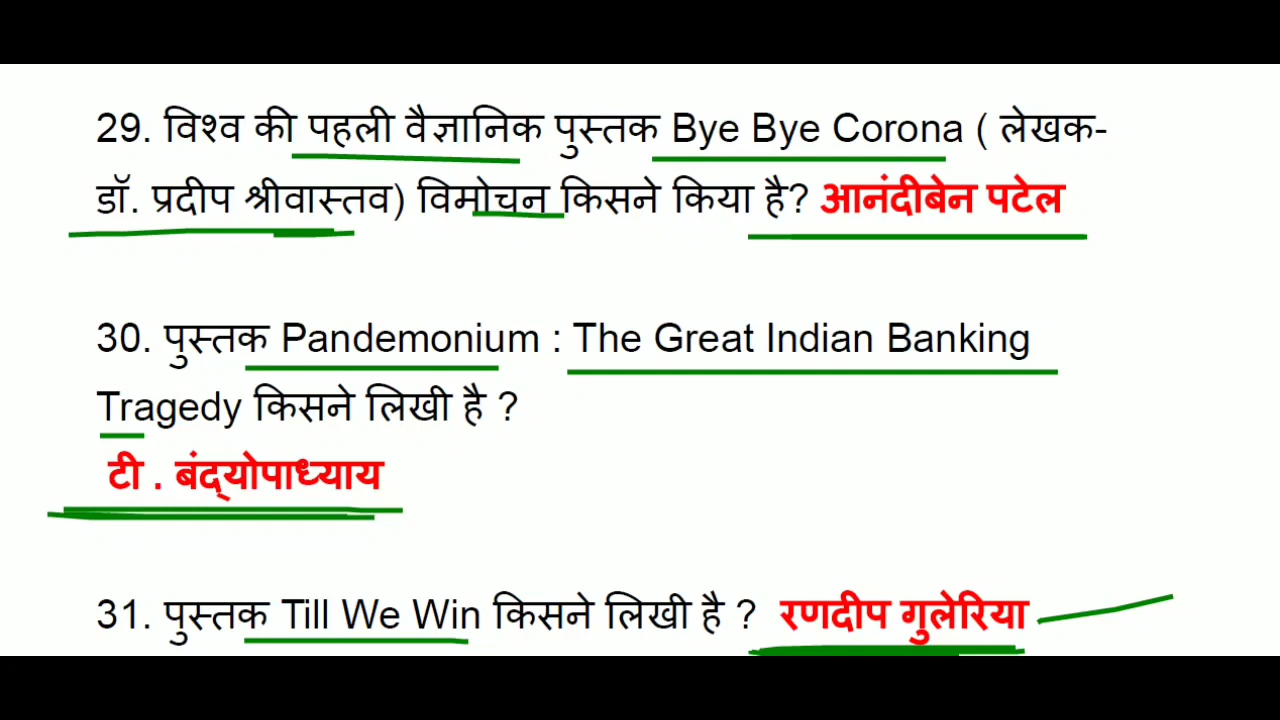 29. विश्व की पहली वैज्ञानिक पुस्तक Bye Bye Corona ( लेखक-
डॉ. प्रदीप श्रीवास्तव) विमोचन किसने किया है? आनंदीबेन पटेल
30. पुस्तक Pandemonium : The Great Indian Banking
Tragedy किसने लिखी है ?
टी . बंद्योपाध्याय
31. पुस्तक Till We Win किसने लिखी है ? रणदीप गुलेरिया